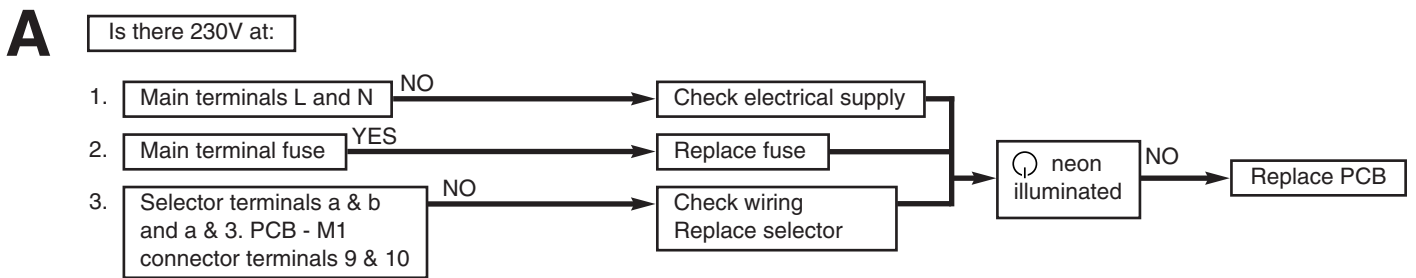 A
Is there 230V at:
1. Main terminals L and N
NO
Check electrical supply
2. Main terminal fuse
YES
Replace fuse
3. Selector terminals a & b
and a & 3. PCB - M1
connector terminals 9 & 10
NO
Check wiring
Replace selector
neon
illuminated
NO
Replace PCB